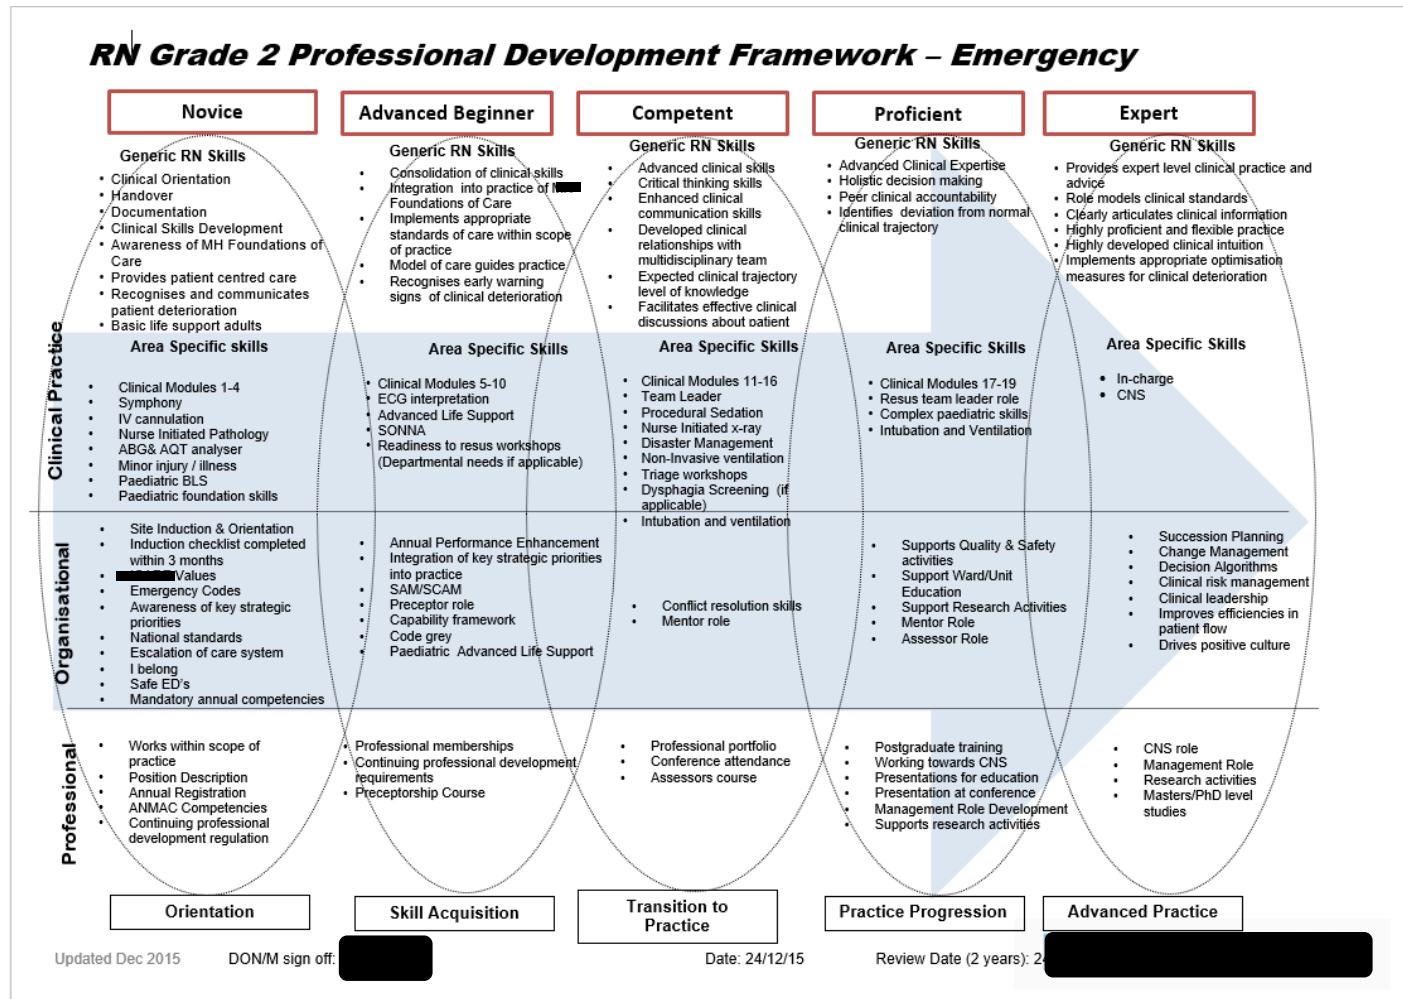 RN Grade 2 Professional Development Framework – Emergency
Novice
Generic RN Skills
• Clinical Orientation
• Handover
• Documentation
• Clinical Skills Development
• Awareness of MH Foundations of
Care
• Provides patient centred care
• Recognises and communicates
patient deterioration
• Basic life support adults
Advanced Beginner
Generic RN Skills
• Consolidation of clinical skills
• Integration into practice of
Foundations of Care
• Implements appropriate
standards of care within scope
of practice
• Model of care guides practice
• Recognises early warning
signs of clinical deterioration
Competent
Generic RN Skills
• Advanced clinical skills
• Critical thinking skills
• Enhanced clinical
communication skills
• Developed clinical
relationships with
multidisciplinary team
• Expected clinical trajectory
level of knowledge
• Facilitates effective clinical
discussions about patient
Proficient
Generic RN Skills
• Advanced Clinical Expertise
• Holistic decision making
• Peer clinical accountability
• Identifies deviation from normal
clinical trajectory
Expert
Generic RN Skills
• Provides expert level clinical practice and
advice
• Role models clinical standards
• Clearly articulates clinical information
• Highly proficient and flexible practice
• Highly developed clinical intuition
• Implements appropriate optimisation
measures for clinical deterioration
Clinical Practice
Area Specific skills
• Clinical Modules 1-4
• Symphony
• IV cannulation
• Nurse Initiated Pathology
• ABG& AQT analyser
• Minor injury / illness
• Paediatric BLS
• Paediatric foundation skills
Area Specific Skills
• Clinical Modules 5-10
• ECG interpretation
• Advanced Life Support
• SONNA
• Readiness to resus workshops
(Departmental needs if applicable)
Area Specific Skills
• Clinical Modules 11-16
• Team Leader
• Procedural Sedation
• Nurse Initiated x-ray
• Disaster Management
• Non-Invasive ventilation
• Triage workshops
• Dysphagia Screening (if
applicable)
• Intubation and ventilation
Area Specific Skills
• Clinical Modules 17-19
• Resus team leader role
• Complex paediatric skills
• Intubation and Ventilation
Area Specific Skills
• In-charge
• CNS
Organisational
• Site Induction & Orientation
• Induction checklist completed
within 3 months
• Values
• Emergency Codes
• Awareness of key strategic
priorities
• National standards
• Escalation of care system
• I belong
• Safe ED's
• Mandatory annual competencies
• Annual Performance Enhancement
• Integration of key strategic priorities
into practice
• SAM/SCAM
• Preceptor role
• Capability framework
• Code grey
• Paediatric Advanced Life Support
• Conflict resolution skills
• Mentor role
• Supports Quality & Safety
activities
• Support Ward/Unit
Education
• Support Research Activities
• Mentor Role
• Assessor Role
• Succession Planning
• Change Management
• Decision Algorithms
• Clinical risk management
• Clinical leadership
• Improves efficiencies in
patient flow
• Drives positive culture
Professional
• Works within scope of
practice
• Position Description
• Annual Registration
• ANMAC Competencies
• Continuing professional
development regulation
• Professional memberships
• Continuing professional development
requirements
• Preceptorship Course
• Professional portfolio
• Conference attendance
• Assessors course
• Postgraduate training
• Working towards CNS
• Presentations for education
• Presentation at conference
• Management Role Development
• Supports research activities
• CNS role
• Management Role
• Research activities
• Masters/PhD level
studies
Orientation
Skill Acquisition
Transition to
Practice
Practice Progression
Advanced Practice
Updated Dec 2015
DON/M sign off:
Date: 24/12/15
Review Date (2 years):